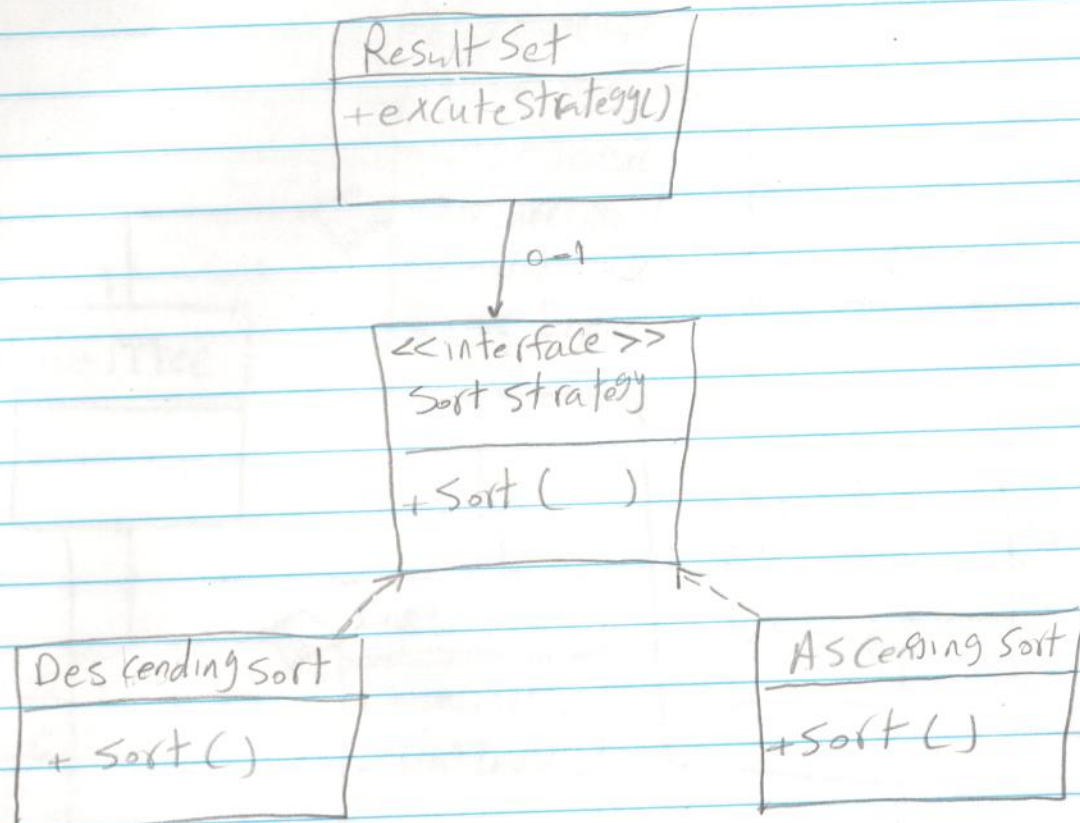 Result Set
+excutestrategy()
0-1
<<interface>>
Sort strategy
+ Sort ( )
Descending sort
+ Sort ()
Ascending sort
+sort ()